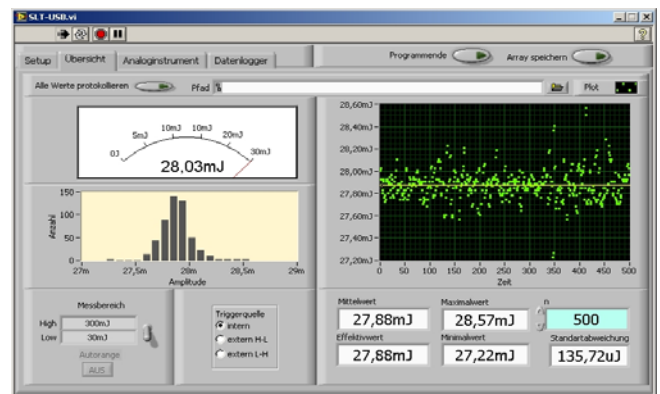 SLT-USB.vi
Setup Übersicht Analoginstrument Datenlogger Programmende Array speichern
Alle Werte protokollieren Pfad Plot
0J 5mJ 10mJ 10mJ 20mJ 30mJ
0J
28,03mJ
150
100
50
0
Anzahl
27m 27,5m 28m 28,5m 29m
Amplitude
28,60mJ
28,40mJ
28,20mJ
28,00mJ
27,80mJ
27,60mJ
27,40mJ
27,20mJ
0 50 100 150 200 250 300 350 400 450 500
Zeit
Messbereich
High 300mJ
Low 30mJ
Autorange
AUS
Triggerquelle
intern
extern H-L
extern L-H
Mittelwert Maximalwert n
27,88mJ 28,57mJ 500
Effektivwert Minimalwert Standartabweichung
27,88mJ 27,22mJ 135,72uJ